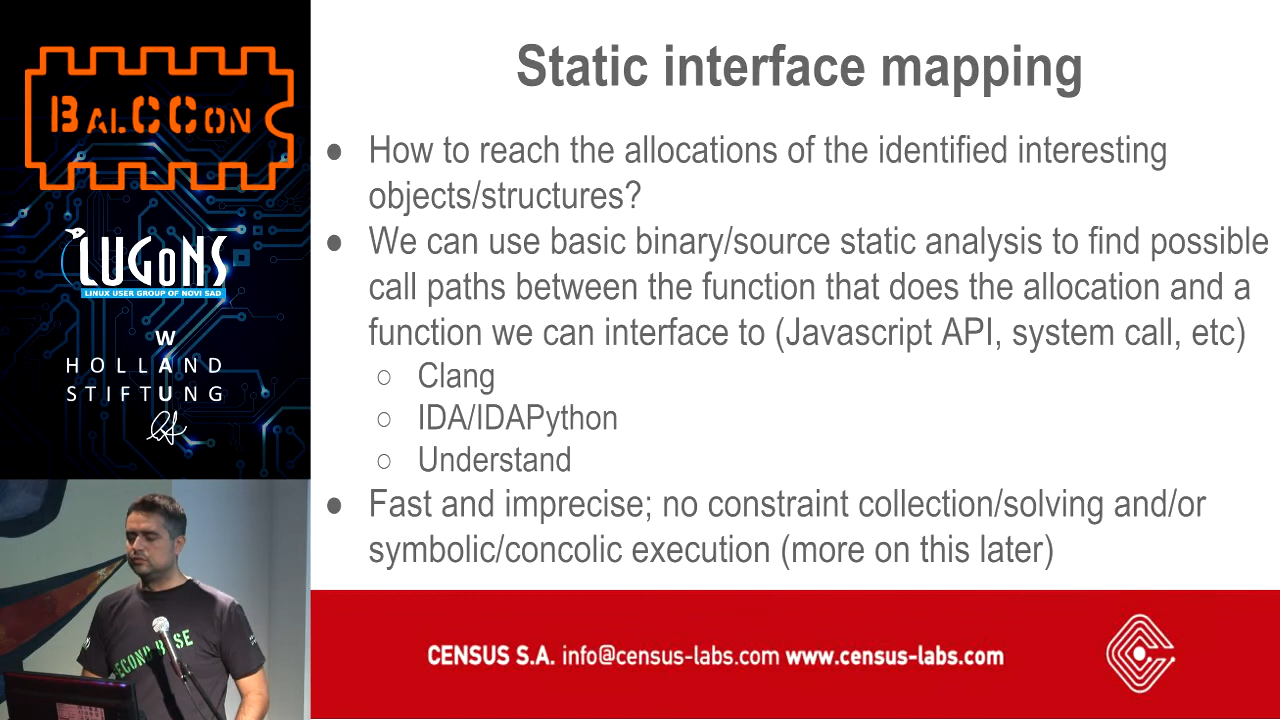 BALCCON
LUGoNS
LINUX USER GROUP OF NOVI SAD
W
HOLLAND
STIFTUNG
Static interface mapping
● How to reach the allocations of the identified interesting
objects/structures?
● We can use basic binary/source static analysis to find possible
call paths between the function that does the allocation and a
function we can interface to (Javascript API, system call, etc)
○ Clang
○ IDA/IDAPython
○ Understand
● Fast and imprecise; no constraint collection/solving and/or
symbolic/concolic execution (more on this later)
CENSUS S.A. info@census-labs.com www.census-labs.com